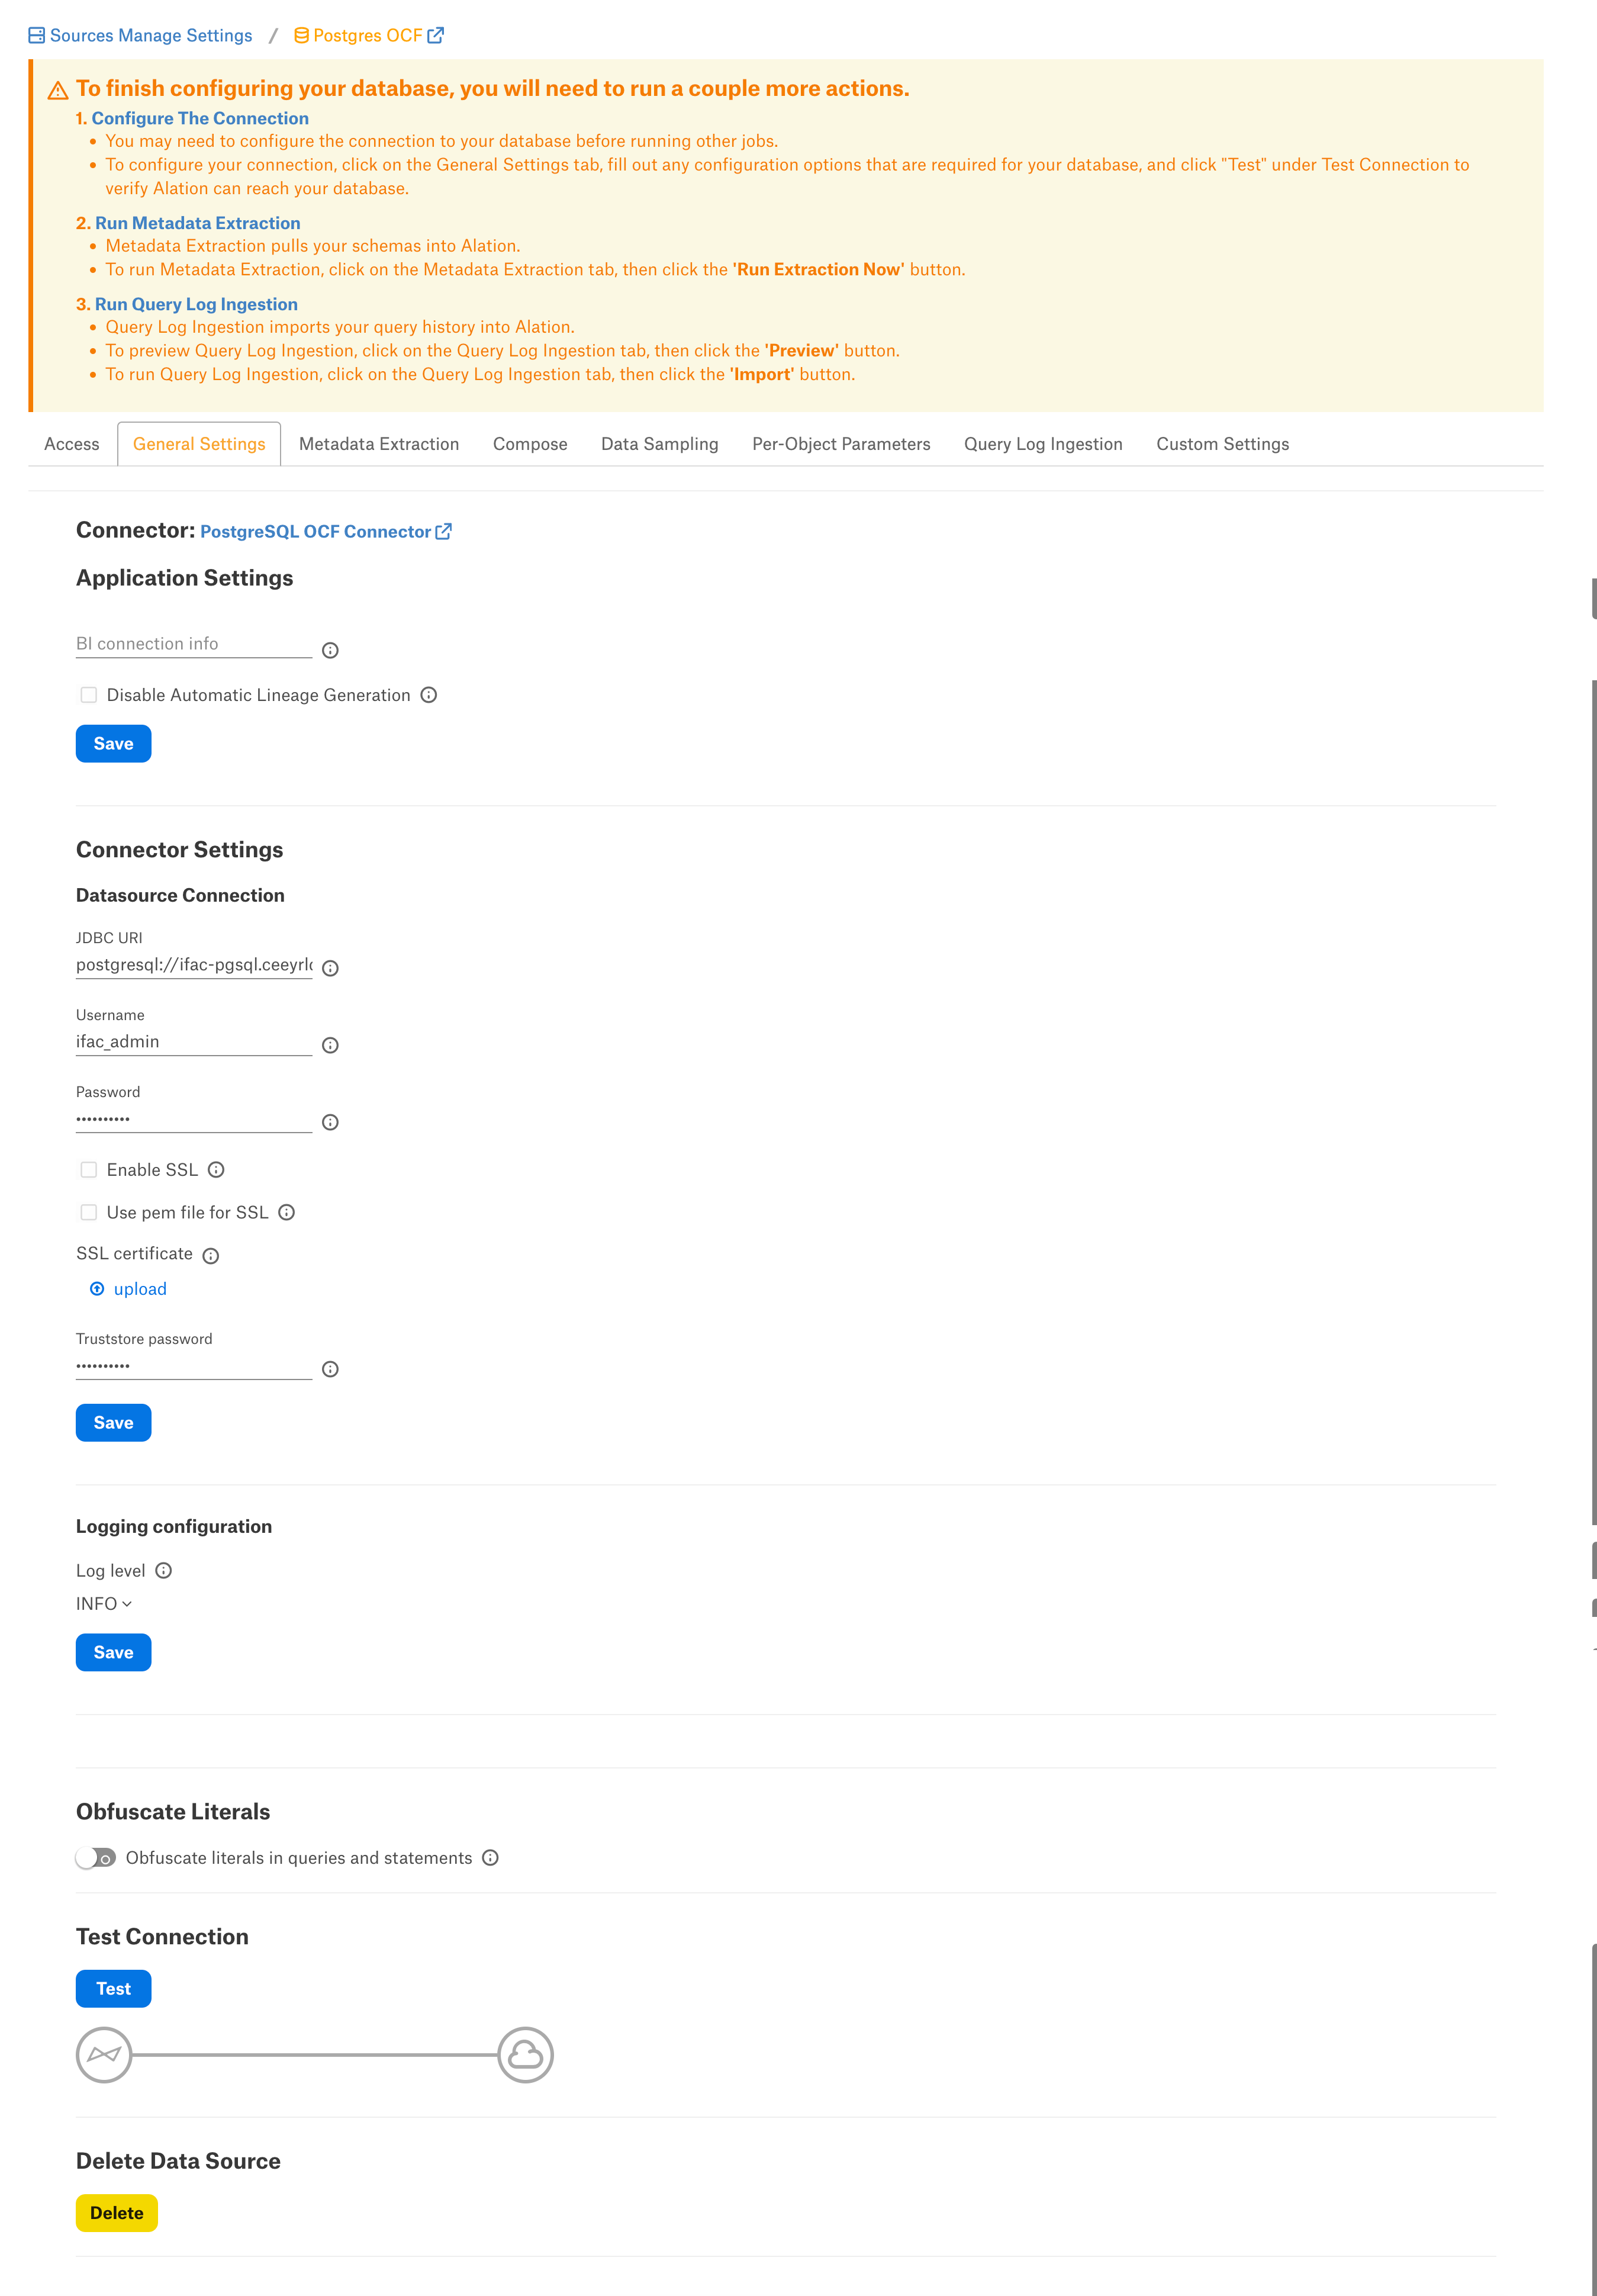 Sources Manage Settings / Postgres OCF
To finish configuring your database, you will need to run a couple more actions.
1. Configure The Connection
• You may need to configure the connection to your database before running other jobs.
• To configure your connection, click on the General Settings tab, fill out any configuration options that are required for your database, and click "Test" under Test Connection to
verify Alation can reach your database.
2. Run Metadata Extraction
• Metadata Extraction pulls your schemas into Alation.
• To run Metadata Extraction, click on the Metadata Extraction tab, then click the 'Run Extraction Now' button.
3. Run Query Log Ingestion
• Query Log Ingestion imports your query history into Alation.
• To preview Query Log Ingestion, click on the Query Log Ingestion tab, then click the 'Preview' button.
• To run Query Log Ingestion, click on the Query Log Ingestion tab, then click the 'Import' button.
Access General Settings Metadata Extraction Compose Data Sampling Per-Object Parameters Query Log Ingestion Custom Settings
Connector: PostgreSQL OCF Connector
Application Settings
BI connection info
Disable Automatic Lineage Generation
Save
Connector Settings
Datasource Connection
JDBC URI
postgresql://ifac-pgsql.ceeyrl
Username
ifac_admin
Password
••••••••••
Enable SSL
Use pem file for SSL
SSL certificate
upload
Truststore password
••••••••••
Save
Logging configuration
Log level
INFO
Save
Obfuscate Literals
Obfuscate literals in queries and statements
Test Connection
Test
Delete Data Source
Delete